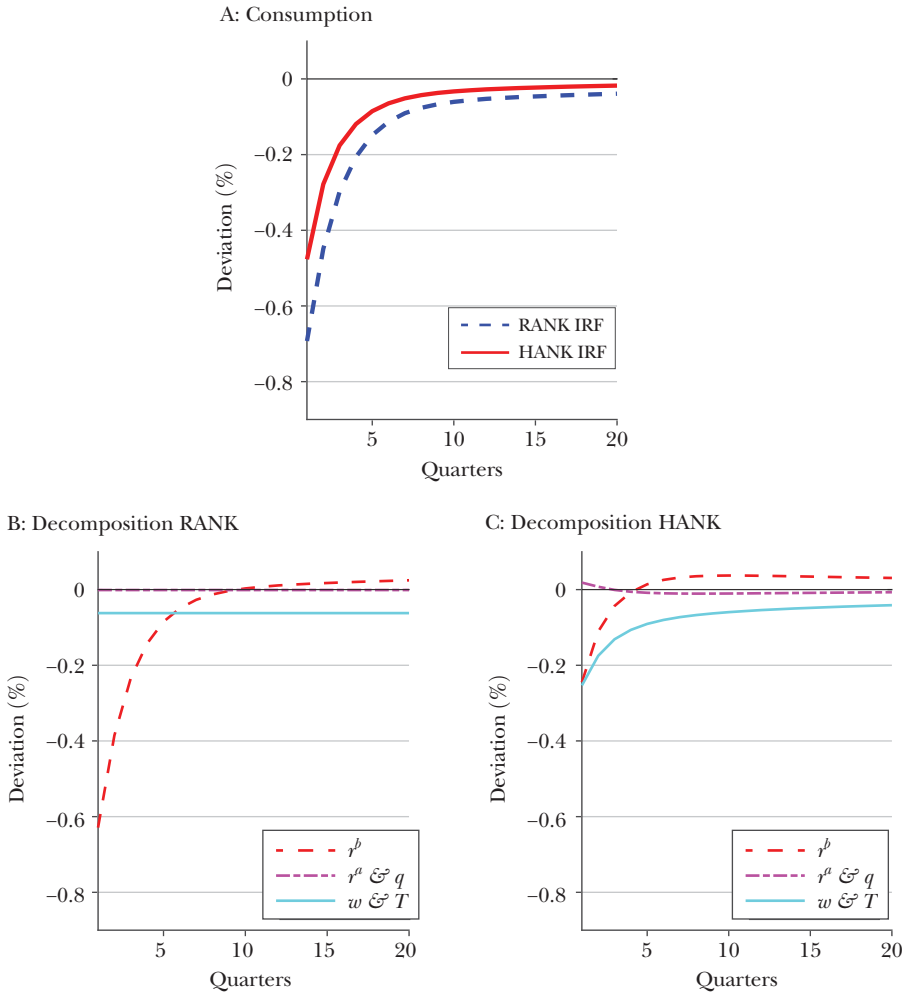 A: Consumption
0
−0.2
−0.4
−0.6
−0.8
Deviation (%)
RANK IRF
HANK IRF
5 10 15 20
Quarters
B: Decomposition RANK
0
−0.2
−0.4
−0.6
−0.8
Deviation (%)
r^b
r^a & q
w & T
5 10 15 20
Quarters
C: Decomposition HANK
0
−0.2
−0.4
−0.6
−0.8
Deviation (%)
r^b
r^a & q
w & T
5 10 15 20
Quarters